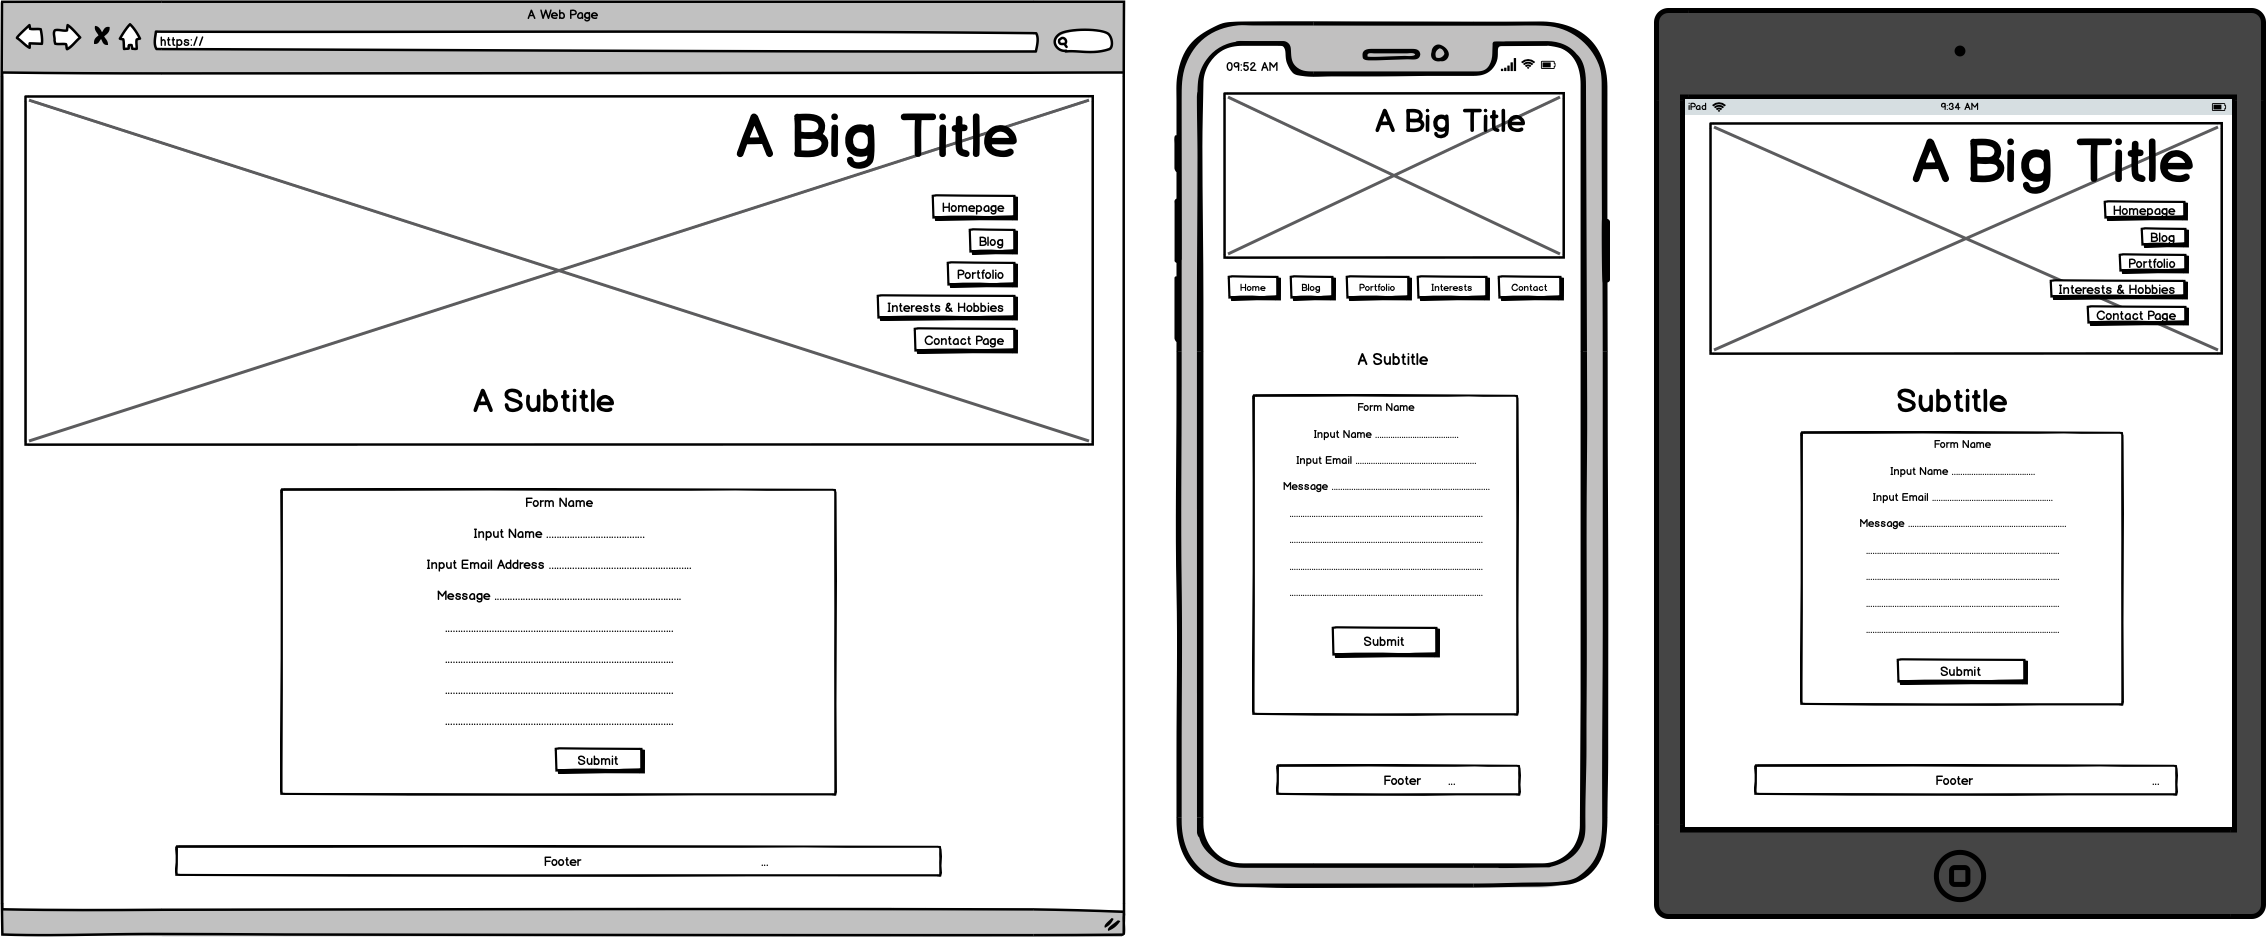 A Web Page
https://
A Big Title
Homepage
Blog
Portfolio
Interests & Hobbies
Contact Page
A Subtitle
Form Name
Input Name ..................................
Input Email Address .................................................
Message ................................................................
...............................................................................
...............................................................................
...............................................................................
...............................................................................
Submit
Footer ...
09:52 AM
A Big Title
Home Blog Portfolio Interests Contact
A Subtitle
Form Name
Input Name ..................................
Input Email .................................................
Message ................................................................
...............................................................................
...............................................................................
...............................................................................
...............................................................................
Submit
Footer ...
iPad 9:34 AM
A Big Title
Homepage
Blog
Portfolio
Interests & Hobbies
Contact Page
Subtitle
Form Name
Input Name ..................................
Input Email .................................................
Message ................................................................
...............................................................................
...............................................................................
...............................................................................
...............................................................................
Submit
Footer ...